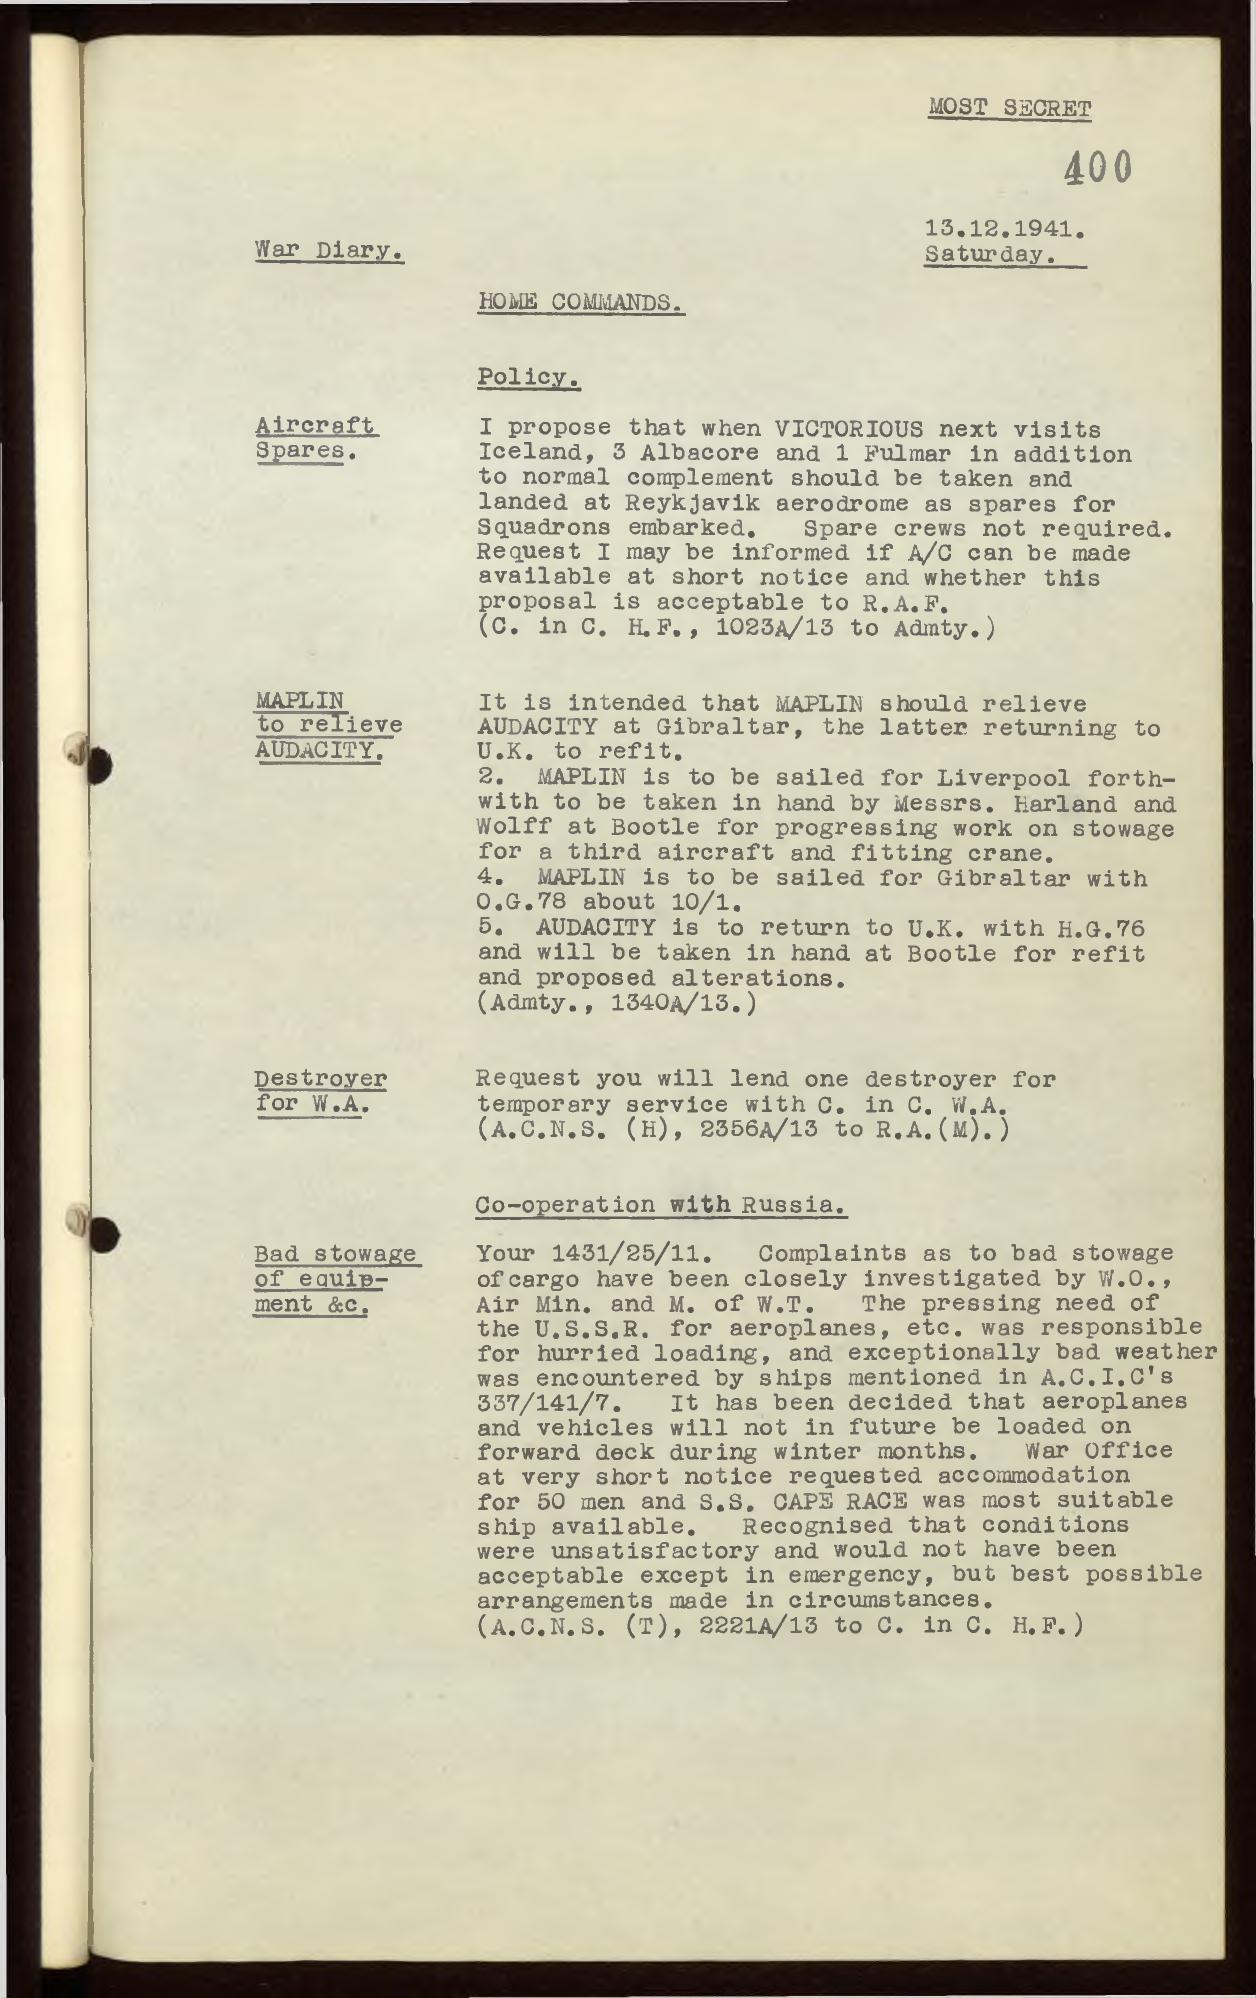 MOST SECRET
400
13.12.1941.
War Diary.
Saturday.
HOME COMMANDS.
Policy.
Aircraft
Spares.
I propose that when VICTORIOUS next visits
Iceland, 3 Albacore and 1 Fulmar in addition
to normal complement should be taken and
landed at Reykjavik aerodrome as spares for
Squadrons embarked. Spare crews not required.
Request I may be informed if A/C can be made
available at short notice and whether this
proposal is acceptable to R.A.F.
(C. in C. H.F., 1023A/13 to Admty.)
MAPLIN
to relieve
AUDACITY.
It is intended that MAPLIN should relieve
AUDACITY at Gibraltar, the latter returning to
U.K. to refit.
2. MAPLIN is to be sailed for Liverpool forth-
with to be taken in hand by Messrs. Harland and
Wolff at Bootle for progressing work on stowage
for a third aircraft and fitting crane.
4. MAPLIN is to be sailed for Gibraltar with
O.G.78 about 10/1.
5. AUDACITY is to return to U.K. with H.G.76
and will be taken in hand at Bootle for refit
and proposed alterations.
(Admty., 1340A/13.)
Destroyer
for W.A.
Request you will lend one destroyer for
temporary service with C. in C. W.A.
(A.C.N.S. (H), 2356A/13 to R.A.(M).)
Co-operation with Russia.
Bad stowage
of equip-
ment &c.
Your 1431/25/11. Complaints as to bad stowage
of cargo have been closely investigated by W.O.,
Air Min. and M. of W.T. The pressing need of
the U.S.S.R. for aeroplanes, etc. was responsible
for hurried loading, and exceptionally bad weather
was encountered by ships mentioned in A.C.I.C's
337/141/7. It has been decided that aeroplanes
and vehicles will not in future be loaded on
forward deck during winter months. War Office
at very short notice requested accommodation
for 50 men and S.S. CAPE RACE was most suitable
ship available. Recognised that conditions
were unsatisfactory and would not have been
acceptable except in emergency, but best possible
arrangements made in circumstances.
(A.C.N.S. (T), 2221A/13 to C. in C. H.F.)